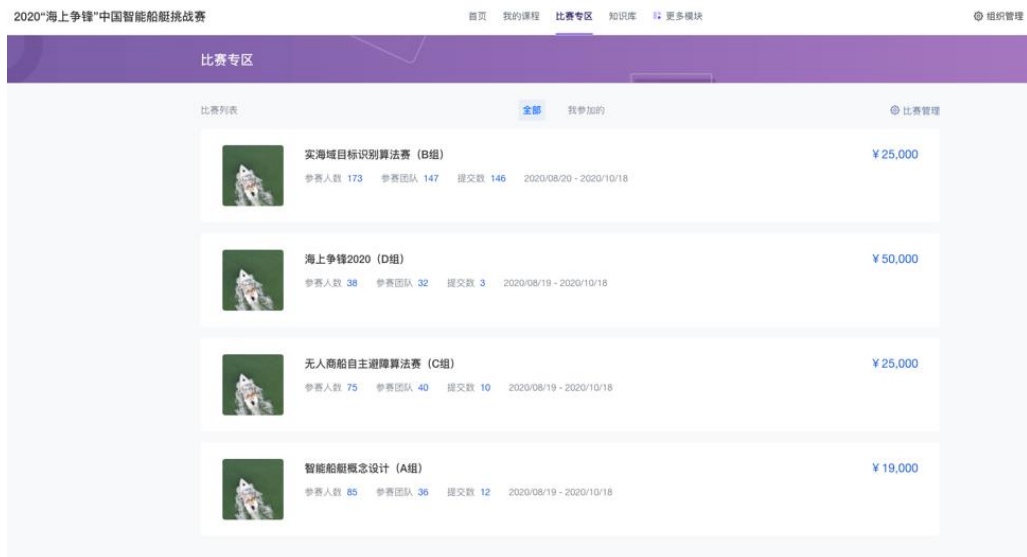 2020“海上争锋”中国智能船艇挑战赛 首页 我的课程 比赛专区 知识库 更多模块 组织管理
比赛专区
比赛列表 全部 我参加的 比赛管理
实海域目标识别算法赛（B组） ¥25,000
参赛人数 173 参赛团队 147 提交数 146 2020/08/20 - 2020/10/18
海上争锋2020（D组） ¥50,000
参赛人数 38 参赛团队 32 提交数 3 2020/08/19 - 2020/10/18
无人商船自主避障算法赛（C组） ¥25,000
参赛人数 75 参赛团队 40 提交数 10 2020/08/19 - 2020/10/18
智能船艇概念设计（A组） ¥19,000
参赛人数 85 参赛团队 36 提交数 12 2020/08/19 - 2020/10/18